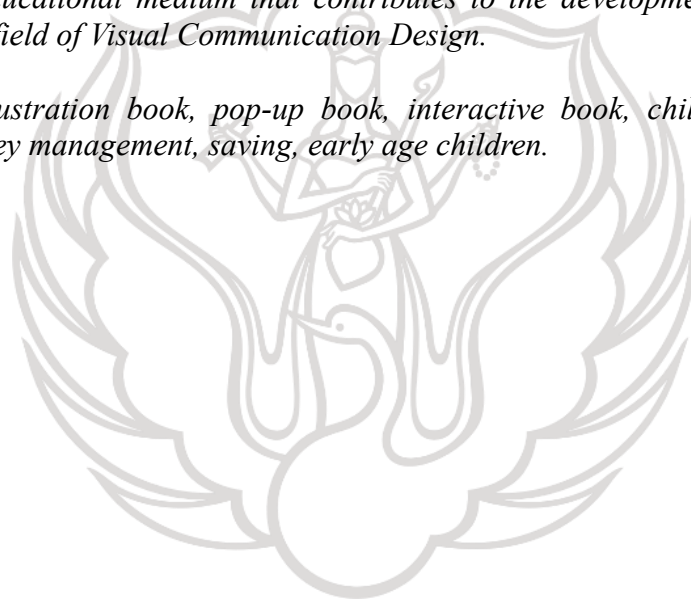 ucational medium that contributes to the developme
field of Visual Communication Design.
ustration book, pop-up book, interactive book, chil
ey management, saving, early age children.